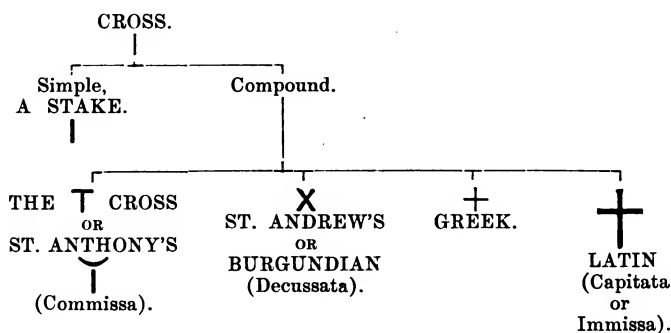 CROSS.
Simple,
A STAKE.
Compound.
THE T CROSS
OR
ST. ANTHONY'S
(Commissa).
X
ST. ANDREW'S
OR
BURGUNDIAN
(Decussata).
GREEK.
LATIN
(Capitata
or
Immissa).